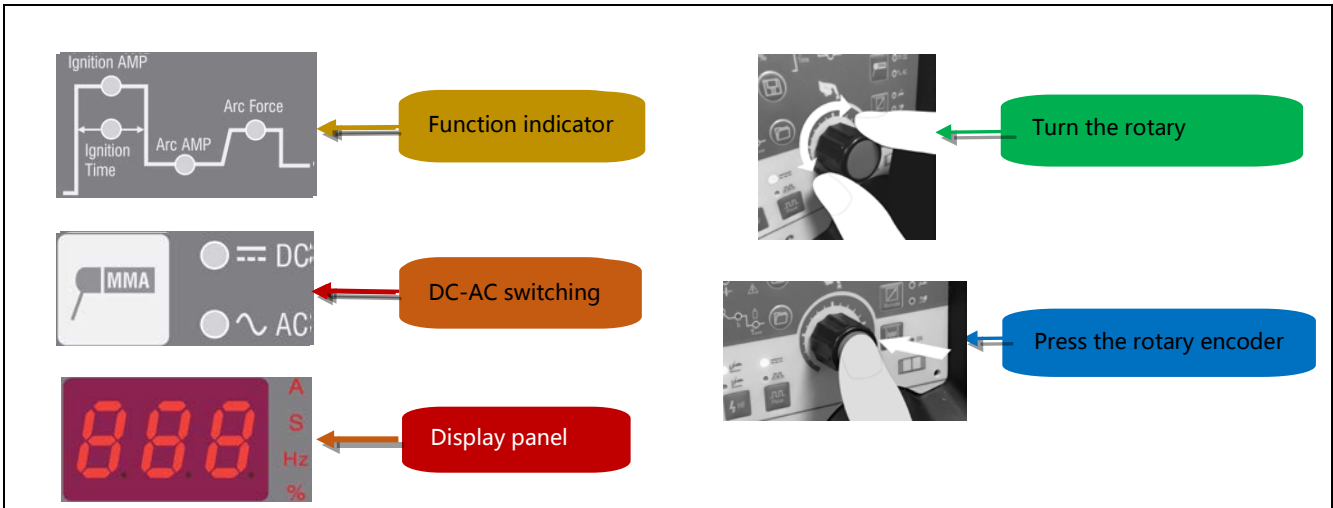 Ignition AMP
Arc Force
Ignition
Time
Arc AMP
Function indicator
Turn the rotary
MMA
DC
AC
DC-AC switching
Press the rotary encoder
888
A
S
Hz
%
Display panel